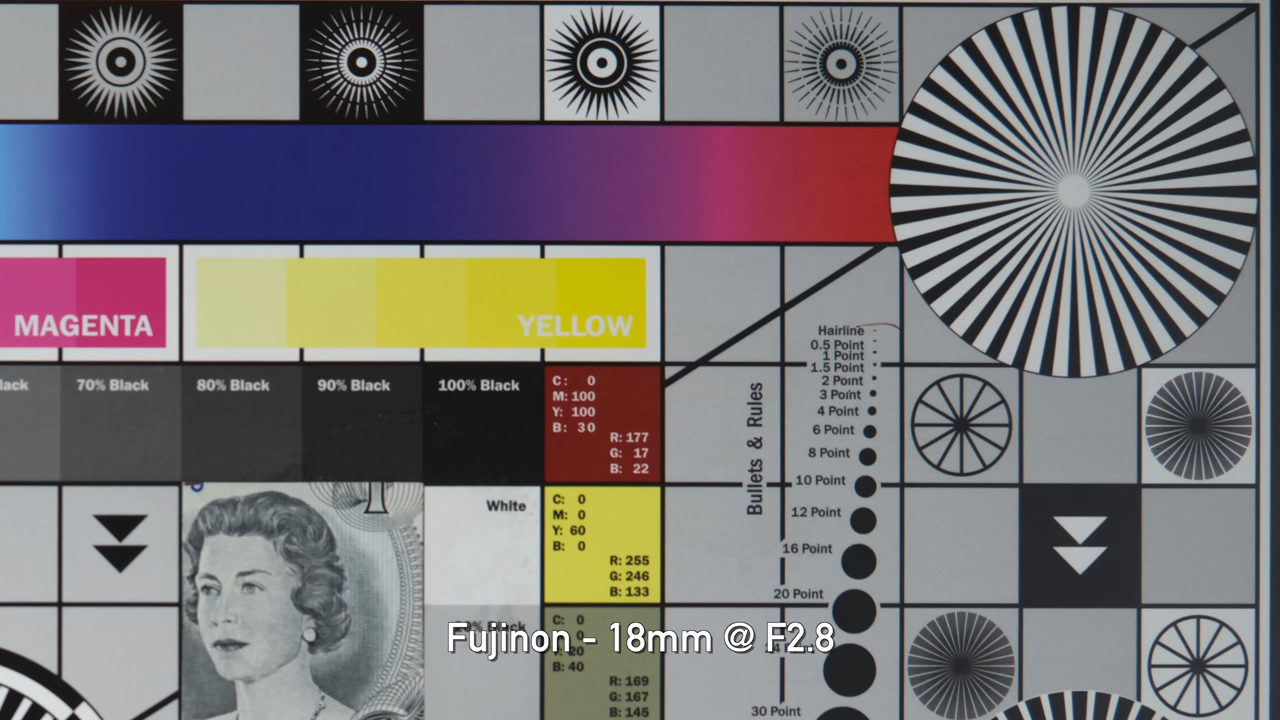 MAGENTA
YELLOW
70% Black
80% Black
90% Black
100% Black
C: 0
M: 100
Y: 100
B: 30
R: 177
G: 17
B: 22
White
C: 0
M: 0
Y: 60
B: 0
R: 255
G: 246
B: 133
C: 0
B: 40
R: 169
G: 167
B: 145
Bullets & Rules
Hairline
0.5 Point
1 Point
1.5 Point
2 Point
3 Point
4 Point
6 Point
8 Point
10 Point
12 Point
16 Point
20 Point
30 Point
Fujinon - 18mm @ F2.8